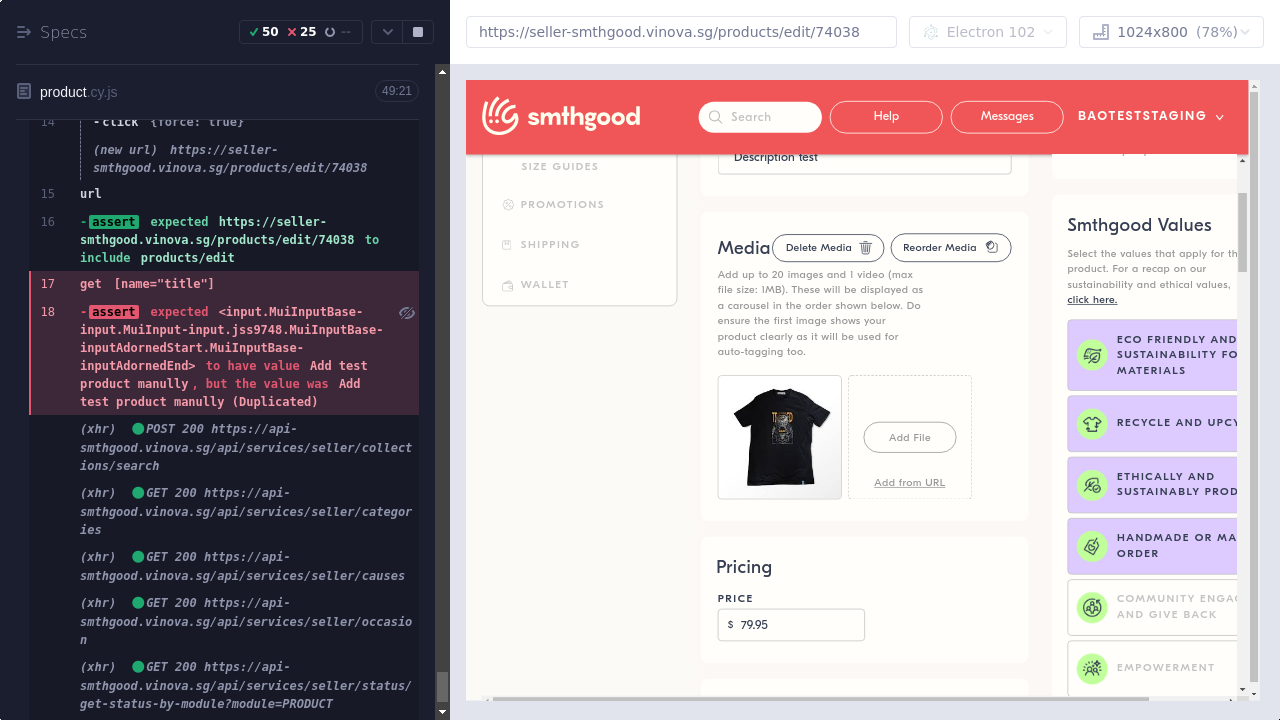 Specs
50
25
--
product.cy.js
49:21
14
-click {force: true}
(new url) https://seller-
smthgood.vinova.sg/products/edit/74038
15
url
16
-assert expected https://seller-
smthgood.vinova.sg/products/edit/74038 to
include products/edit
17
get [name="title"]
18
-assert expected <input.MuiInputBase-
input.MuiInput-input.jss9748.MuiInputBase-
inputAdornedStart.MuiInputBase-
inputAdornedEnd> to have value Add test
product manully, but the value was Add
test product manully (Duplicated)
(xhr) POST 200 https://api-
smthgood.vinova.sg/api/services/seller/collect
ions/search
(xhr) GET 200 https://api-
smthgood.vinova.sg/api/services/seller/categor
ies
(xhr) GET 200 https://api-
smthgood.vinova.sg/api/services/seller/causes
(xhr) GET 200 https://api-
smthgood.vinova.sg/api/services/seller/occasio
n
(xhr) GET 200 https://api-
smthgood.vinova.sg/api/services/seller/status/
get-status-by-module?module=PRODUCT
https://seller-smthgood.vinova.sg/products/edit/74038
Electron 102
1024x800 (78%)
smthgood
Search
Help
Messages
BAOTESTSTAGING
SIZE GUIDES
PROMOTIONS
SHIPPING
WALLET
Description test
Media
Delete Media
Reorder Media
Add up to 20 images and 1 video (max
file size: 1MB). These will be displayed as
a carousel in the order shown below. Do
ensure the first image shows your
product clearly as it will be used for
auto-tagging too.
Add File
Add from URL
Pricing
PRICE
$ 79.95
Smthgood Values
Select the values that apply for th
product. For a recap on our
sustainability and ethical values,
click here.
ECO FRIENDLY AND
SUSTAINABILITY FO
MATERIALS
RECYCLE AND UPCY
ETHICALLY AND
SUSTAINABLY PROD
HANDMADE OR MA
ORDER
COMMUNITY ENGAG
AND GIVE BACK
EMPOWERMENT